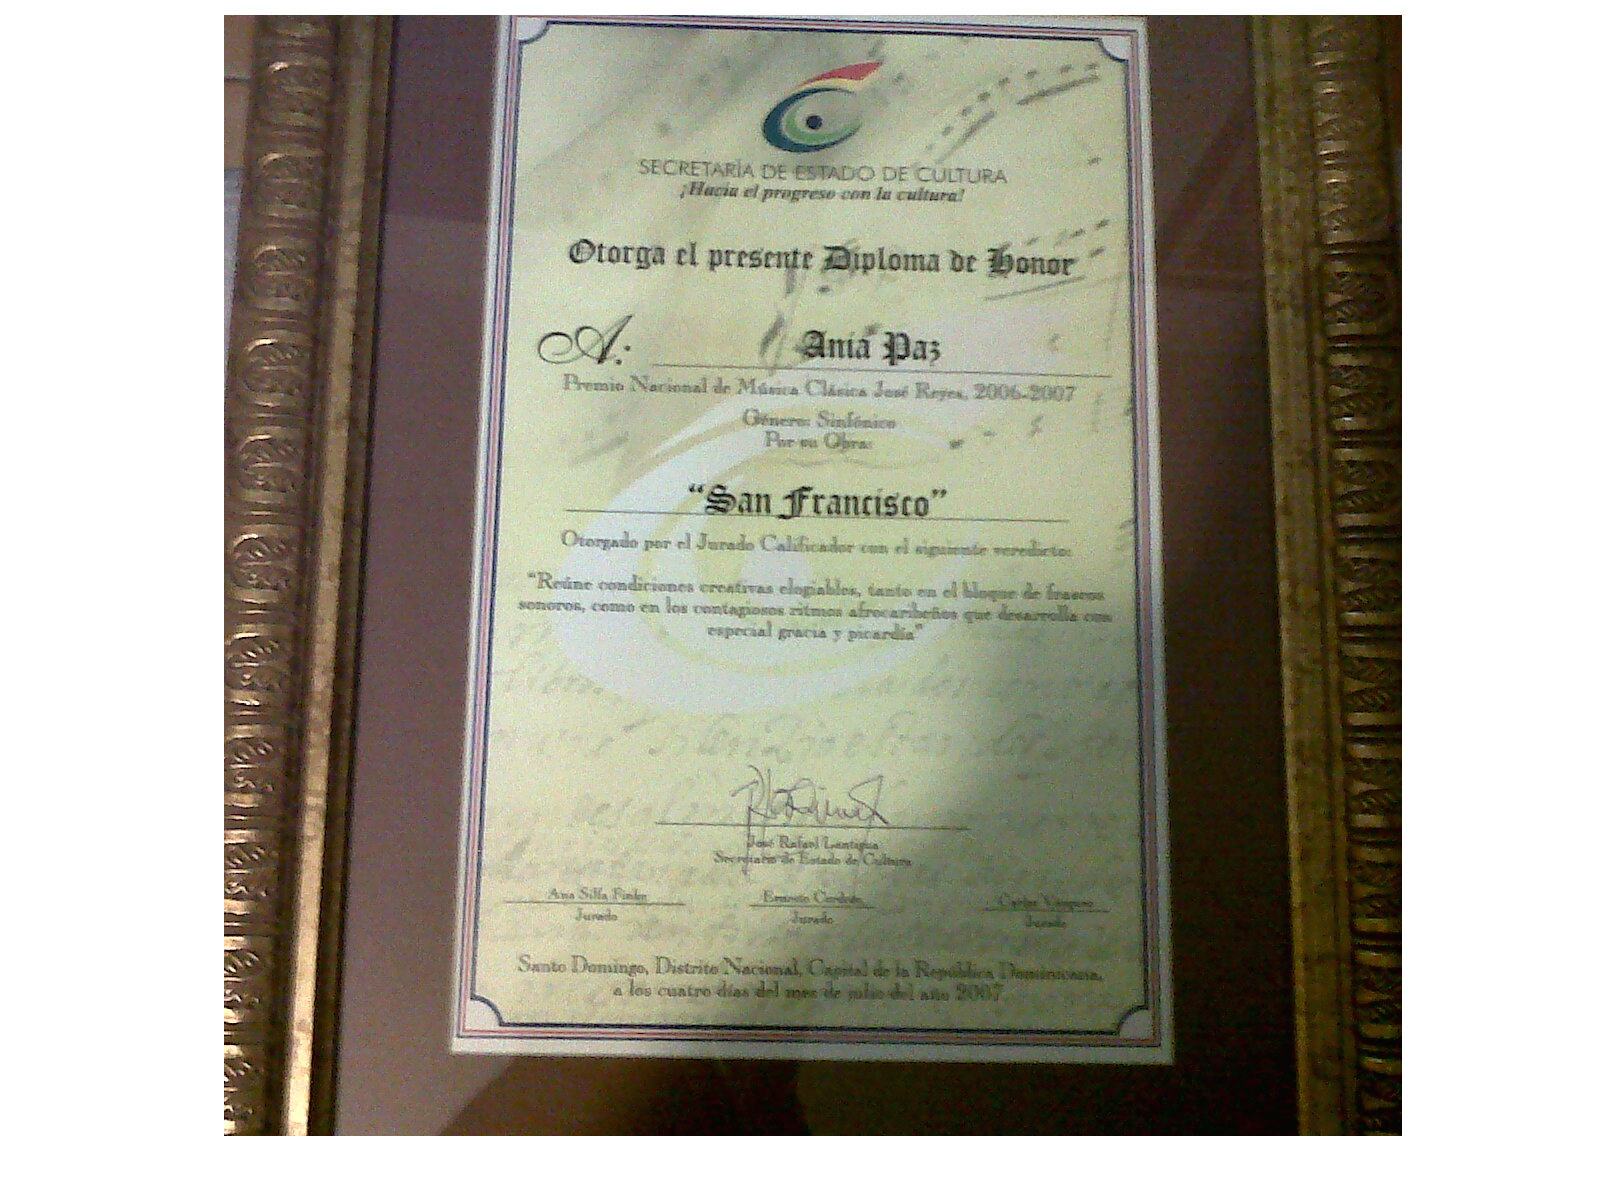 SECRETARÍA DE ESTADO DE CULTURA
¡Hacia el progreso con la cultura!
Otorga el presente Diploma de Honor
A: Ania Paz
Premio Nacional de Música Clásica José Reyes, 2006-2007
Género: Sinfónico
Por su Obra:
“San Francisco”
Otorgado por el Jurado Calificador con el siguiente veredicto:
“Reúne condiciones creativas elogiables, tanto en el bloque de
sonoros, como en los contagiosos ritmos afrocaribeños que desarrolla con
especial gracia y picardía”
José Rafael Lantigua
Secretario de Estado de Cultura
Ana Silfa
Jurado
Jurado
Carlos
Jurado
Santo Domingo, Distrito Nacional, Capital de la República Dominicana,
a los cuatro días del mes de julio del año 2007